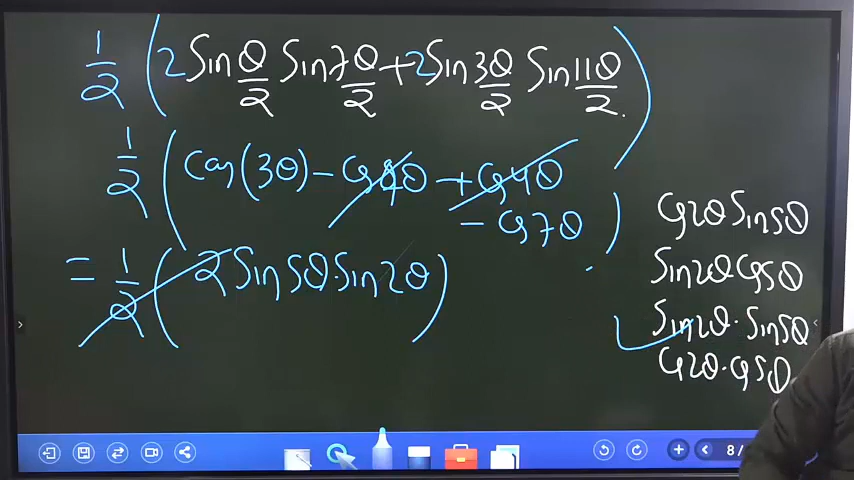 1/2 (2 Sin θ/2 Sin 7θ/2 + 2 Sin 3θ/2 Sin 11θ/2)
1/2 (Cos(3θ) - Cos 4θ + Cos 4θ
- Cos 7θ)
= 1/2 (2 Sin 5θ Sin 2θ)
Cos 2θ Sin 5θ
Sin 2θ Cos 5θ
Sin 2θ · Sin 5θ
Cos 2θ · Cos 5θ
8/